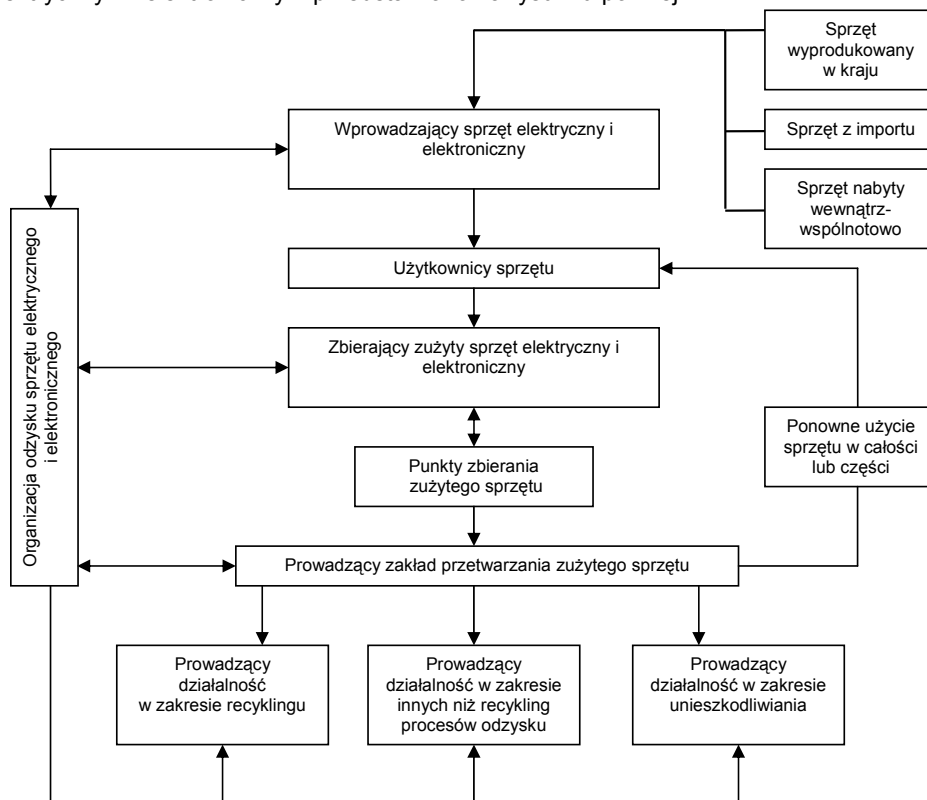 Sprzęt
wyprodukowany
w kraju
Wprowadzający sprzęt elektryczny i
elektroniczny
Sprzęt z importu
Sprzęt nabyty
wewnątrz-
wspólnotowo
Organizacja odzysku sprzętu elektrycznego
i elektronicznego
Użytkownicy sprzętu
Zbierający zużyty sprzęt elektryczny i
elektroniczny
Ponowne użycie
sprzętu w całości
lub części
Punkty zbierania
zużytego sprzętu
Prowadzący zakład przetwarzania zużytego sprzętu
Prowadzący
działalność
w zakresie recyklingu
Prowadzący
działalność w zakresie
innych niż recykling
procesów odzysku
Prowadzący
działalność w zakresie
unieszkodliwiania